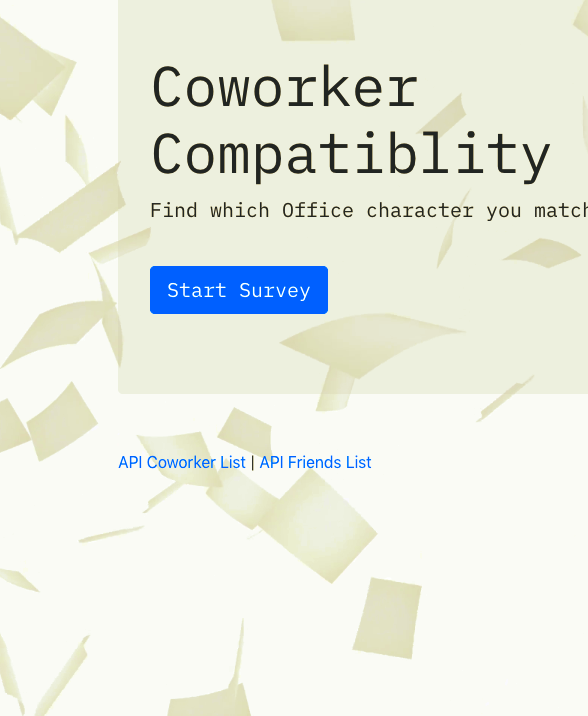 Coworker
Compatiblity
Find which Office character you match
Start Survey
API Coworker List | API Friends List